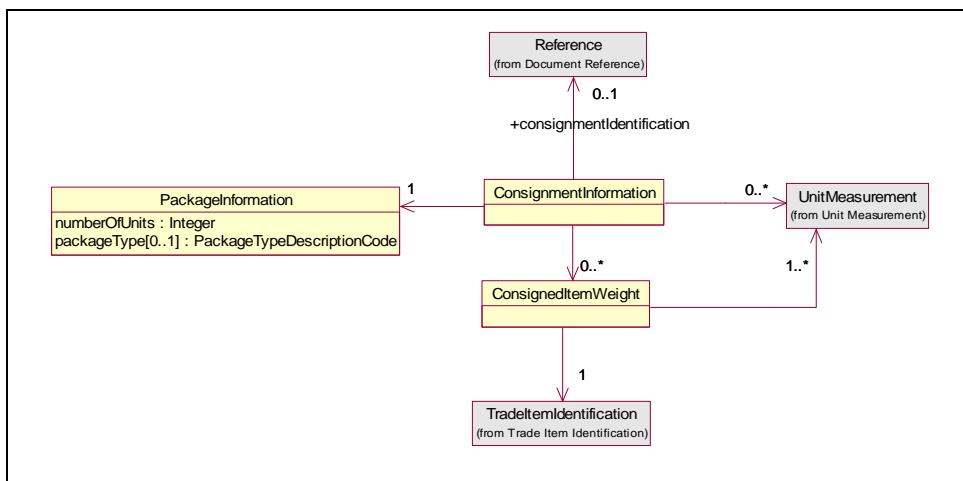 Reference
(from Document Reference)
0..1
+consignmentIdentification
PackageInformation
numberOfUnits : Integer
packageType[0..1] : PackageTypeDescriptionCode
1
ConsignmentInformation
0..*
UnitMeasurement
(from Unit Measurement)
0..*
1..*
ConsignedItemWeight
1
TradeItemIdentification
(from Trade Item Identification)